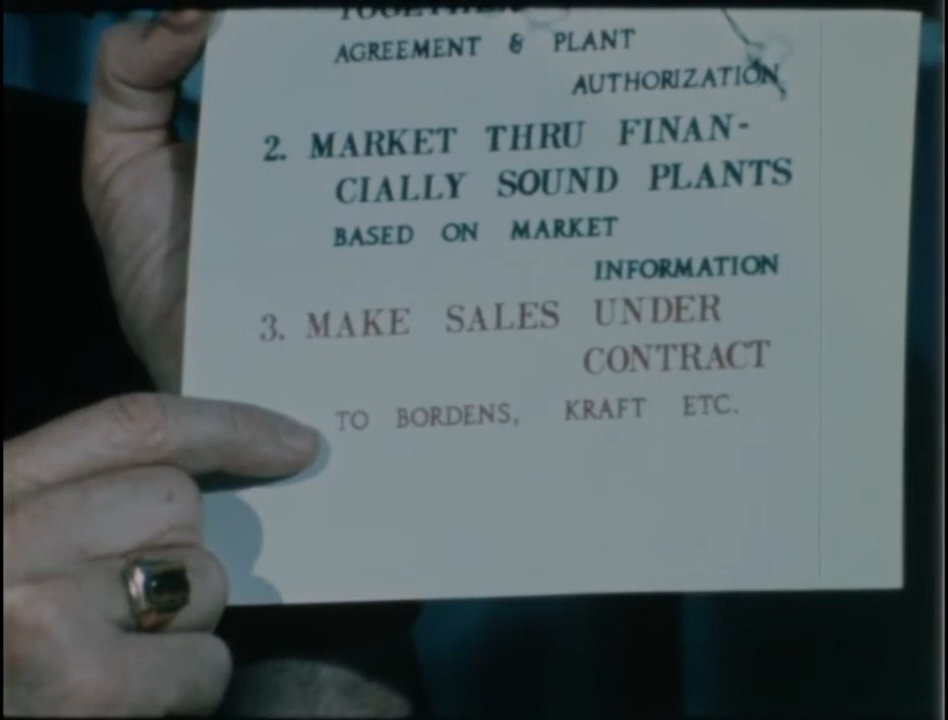 TOGETHER
AGREEMENT & PLANT
AUTHORIZATION
2. MARKET THRU FINAN-
CIALLY SOUND PLANTS
BASED ON MARKET
INFORMATION
3. MAKE SALES UNDER
CONTRACT
TO BORDENS, KRAFT ETC.